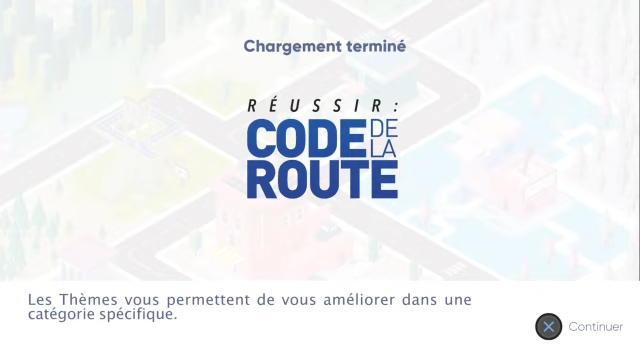 Chargement terminé
RÉUSSIR:
CODE DE LA
ROUTE
Les Thèmes vous permettent de vous améliorer dans une
catégorie spécifique.
Continuer